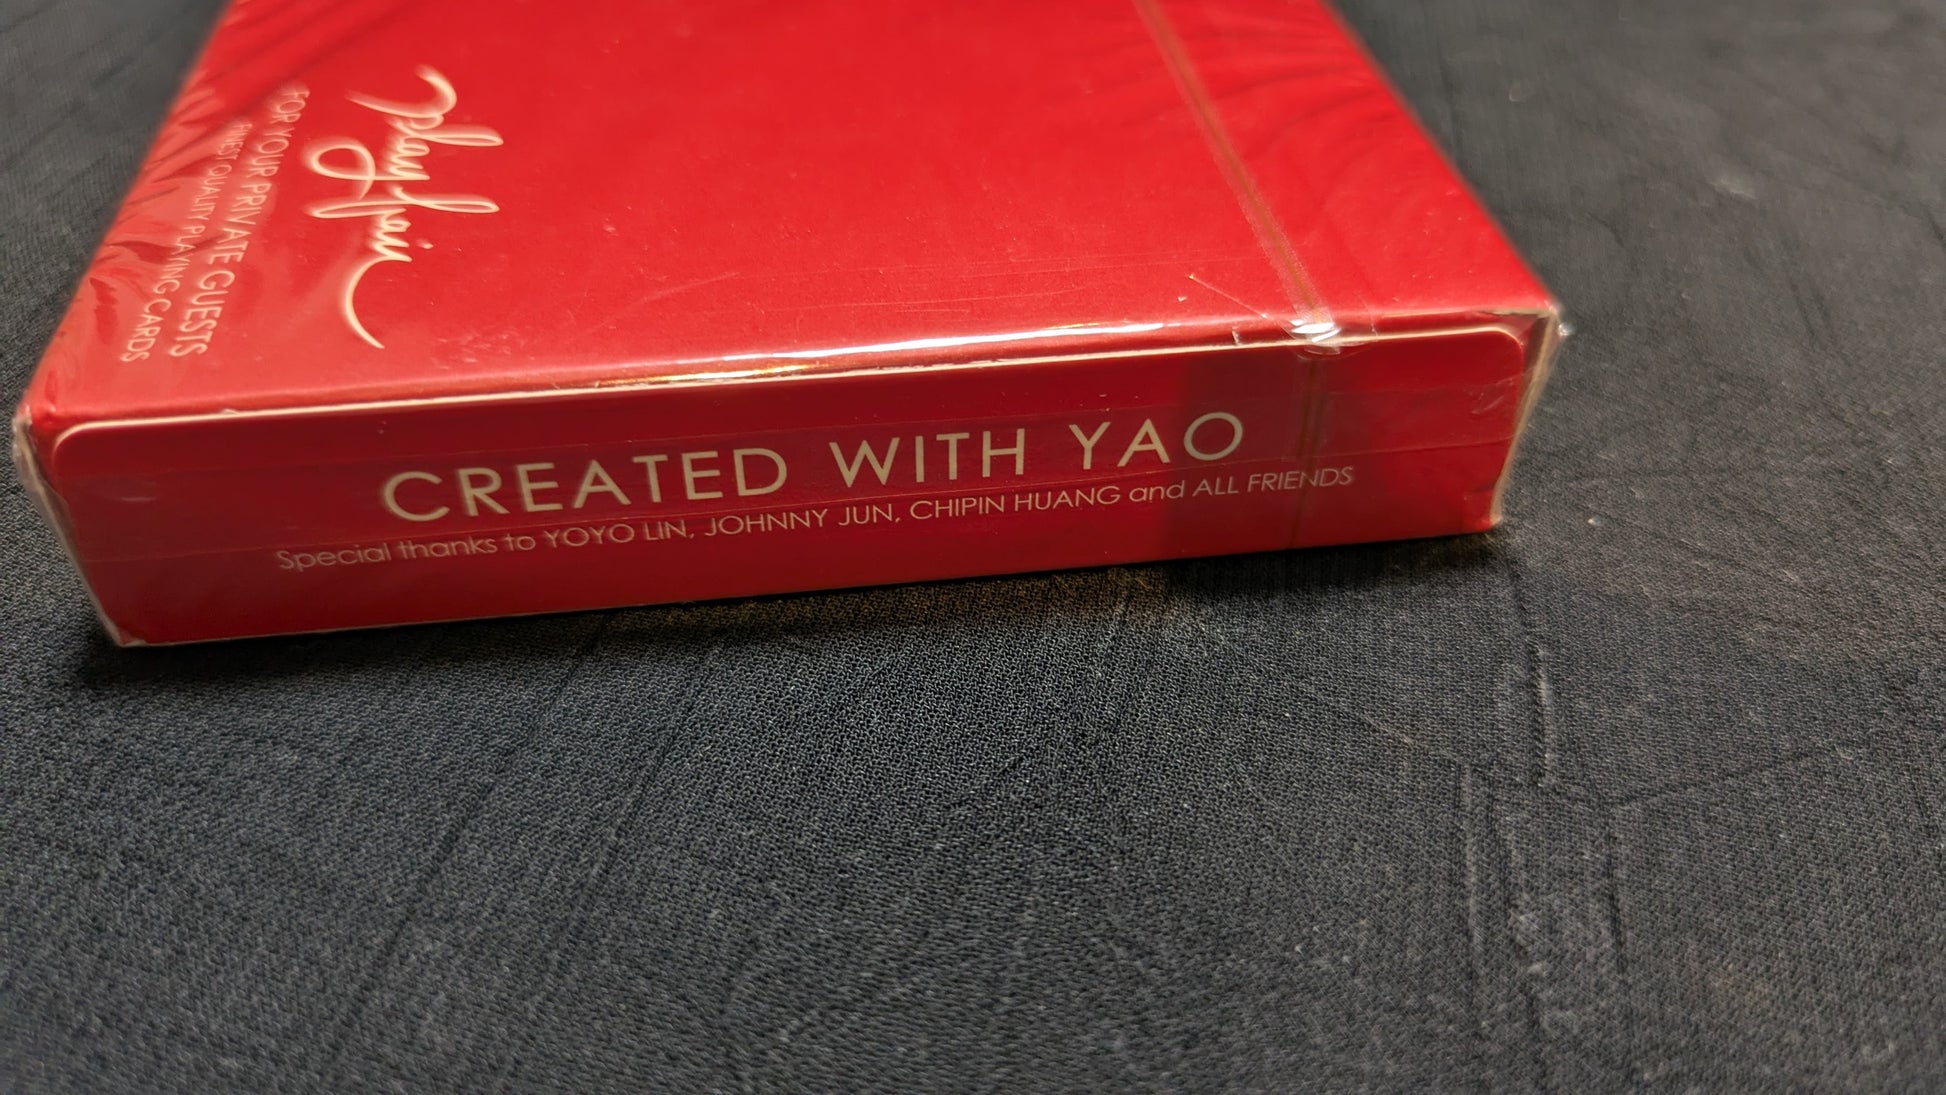 Play fair
FOR YOUR PRIVATE GUESTS
FINEST QUALITY PLAYING CARDS
CREATED WITH YAO
Special thanks to YOYO LIN, JOHNNY JUN, CHIPIN HUANG and ALL FRIENDS